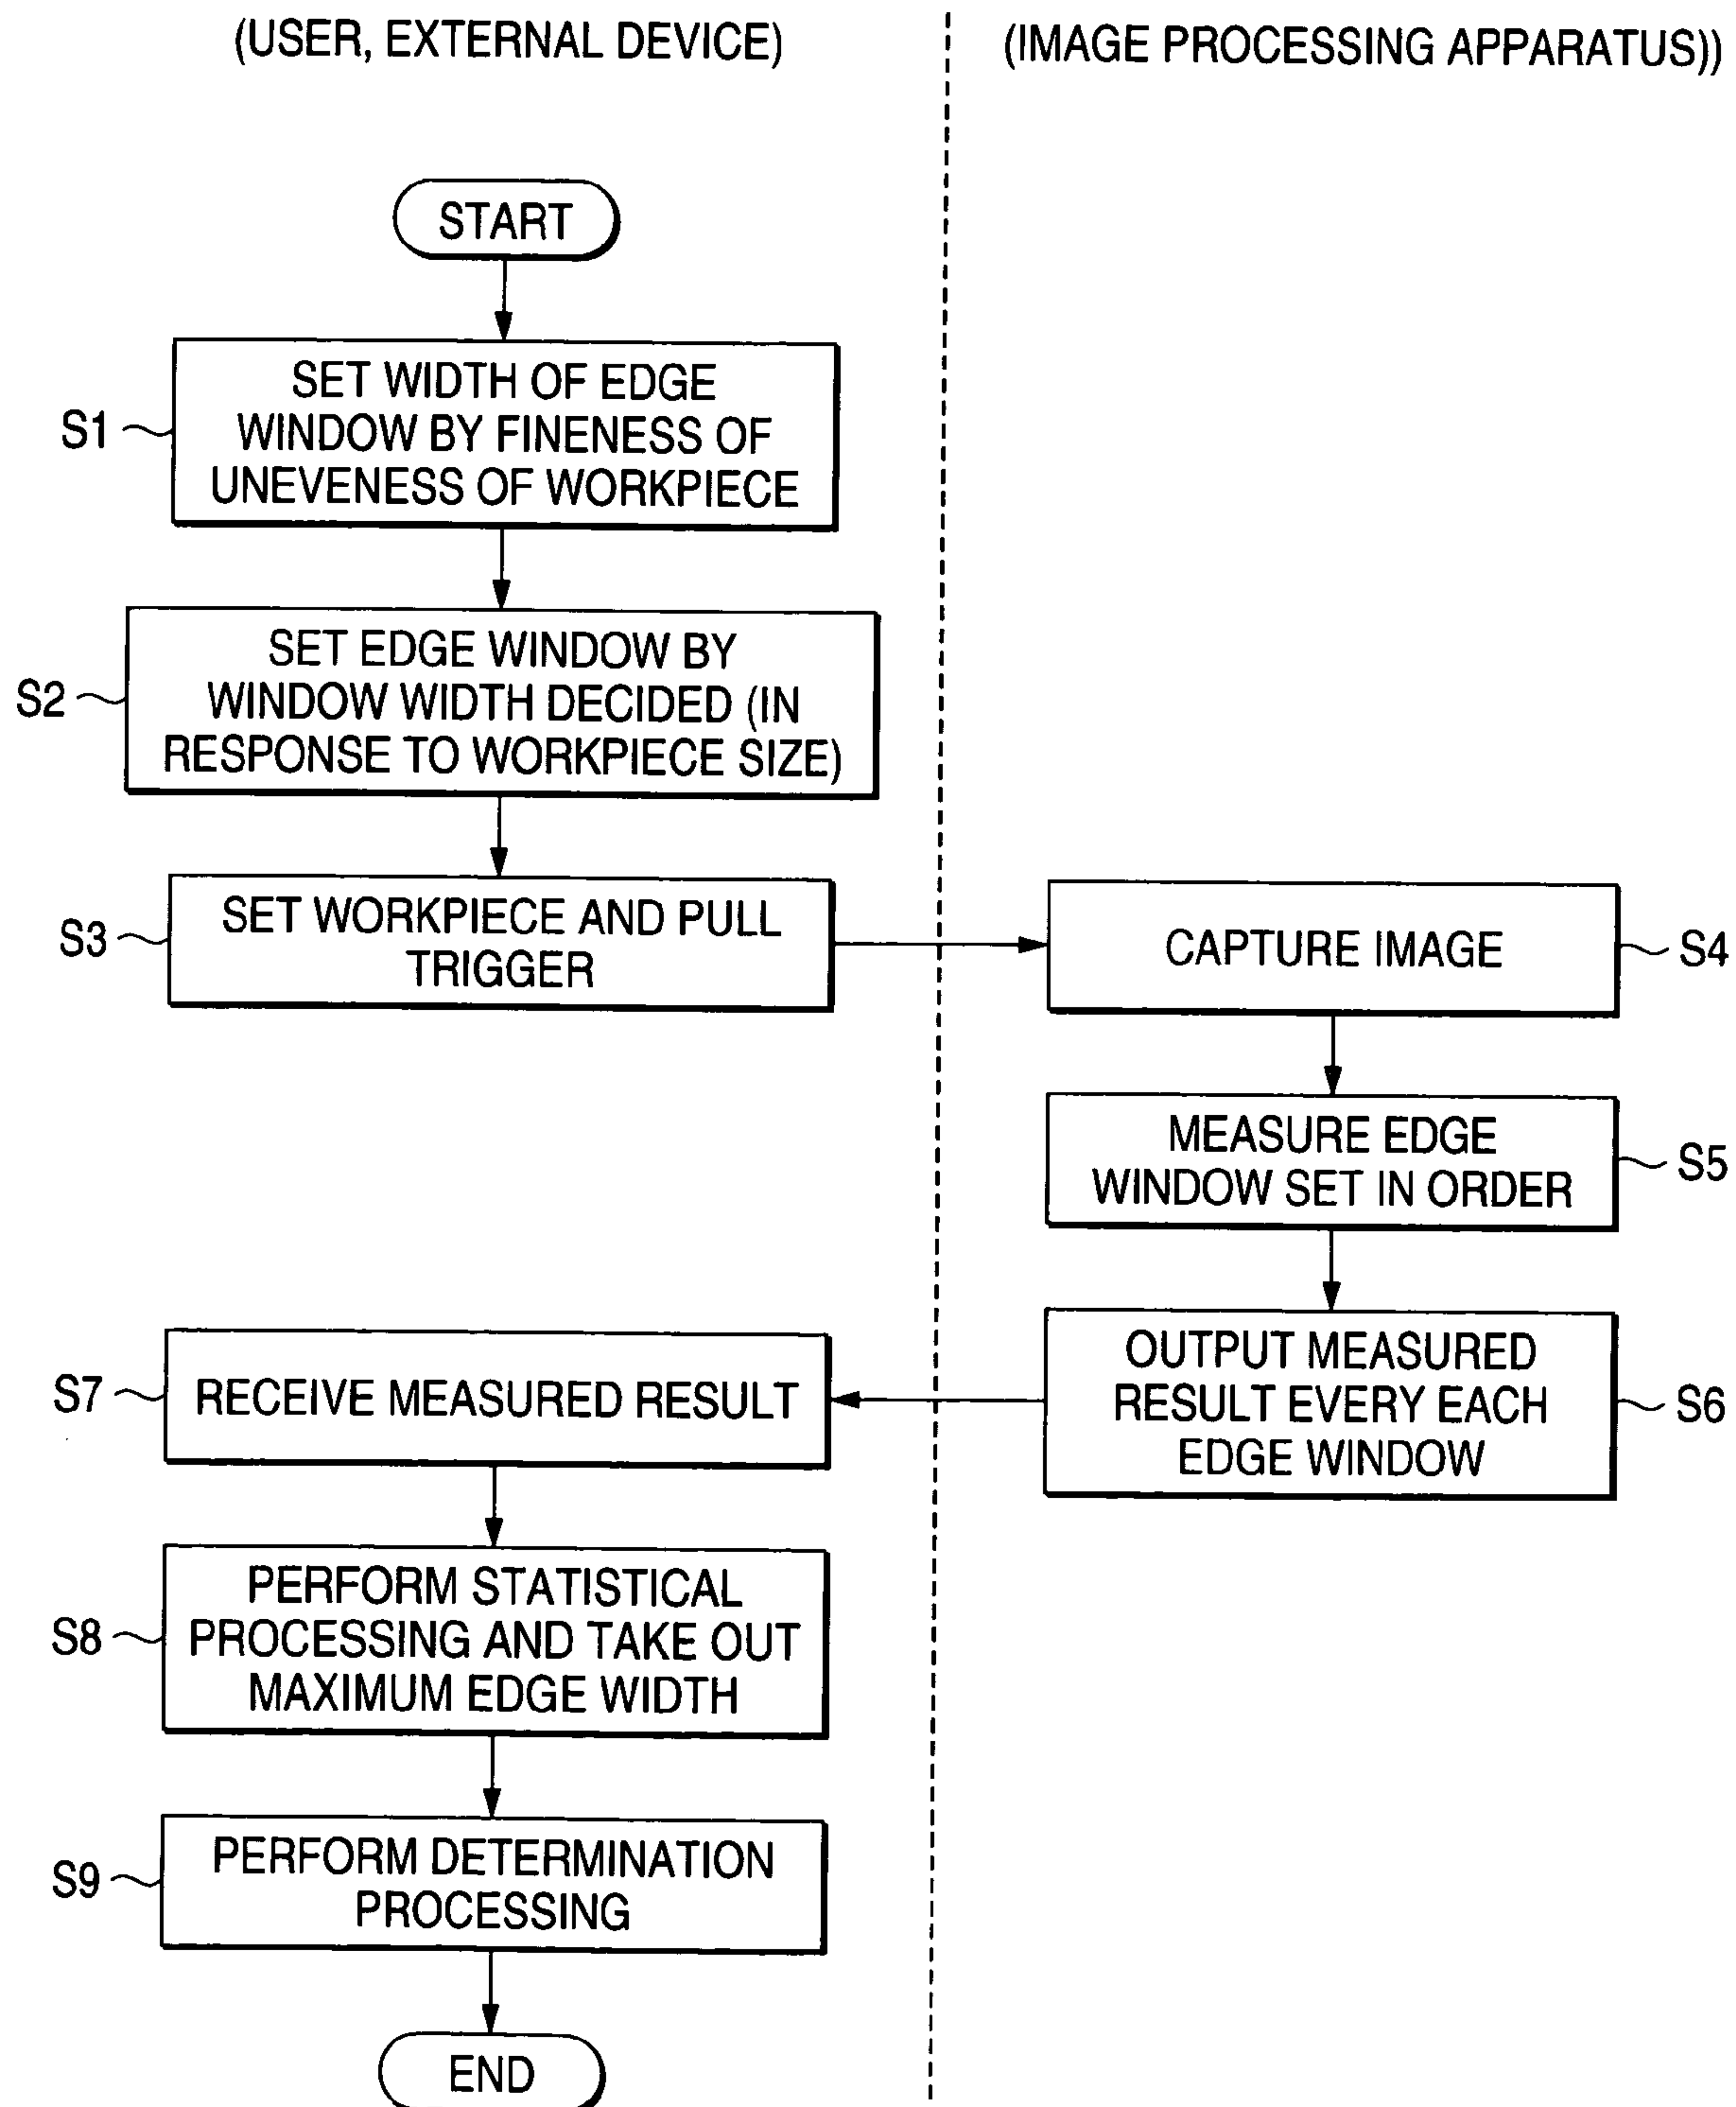 (USER, EXTERNAL DEVICE)
(IMAGE PROCESSING APPARATUS))
START
S1
SET WIDTH OF EDGE
WINDOW BY FINENESS OF
UNEVENESS OF WORKPIECE
S2
SET EDGE WINDOW BY
WINDOW WIDTH DECIDED (IN
RESPONSE TO WORKPIECE SIZE)
S3
SET WORKPIECE AND PULL
TRIGGER
CAPTURE IMAGE
S4
MEASURE EDGE
WINDOW SET IN ORDER
S5
OUTPUT MEASURED
RESULT EVERY EACH
EDGE WINDOW
S6
S7
RECEIVE MEASURED RESULT
S8
PERFORM STATISTICAL
PROCESSING AND TAKE OUT
MAXIMUM EDGE WIDTH
S9
PERFORM DETERMINATION
PROCESSING
END